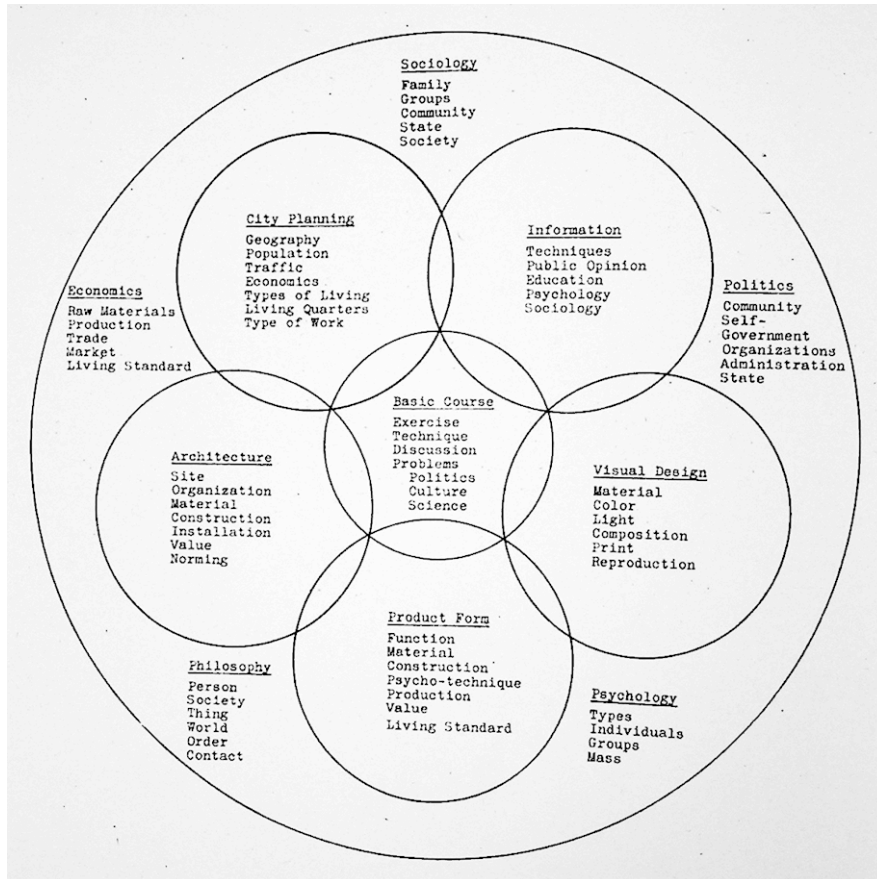 Sociology
Family
Groups
Community
State
Society
City Planning
Geography
Population
Traffic
Economics
Types of Living
Living Quarters
Type of Work
Information
Techniques
Public Opinion
Education
Psychology
Sociology
Economics
Raw Materials
Production
Trade
Market
Living Standard
Politics
Community
Self-
Government
Organizations
Administration
State
Basic Course
Exercise
Technique
Discussion
Problems
Politics
Culture
Science
Architecture
Site
Organization
Material
Construction
Installation
Value
Norming
Visual Design
Material
Color
Light
Composition
Print
Reproduction
Product Form
Function
Material
Construction
Psycho-technique
Production
Value
Living Standard
Philosophy
Person
Society
Thing
World
Order
Contact
Psychology
Types
Individuals
Groups
Mass